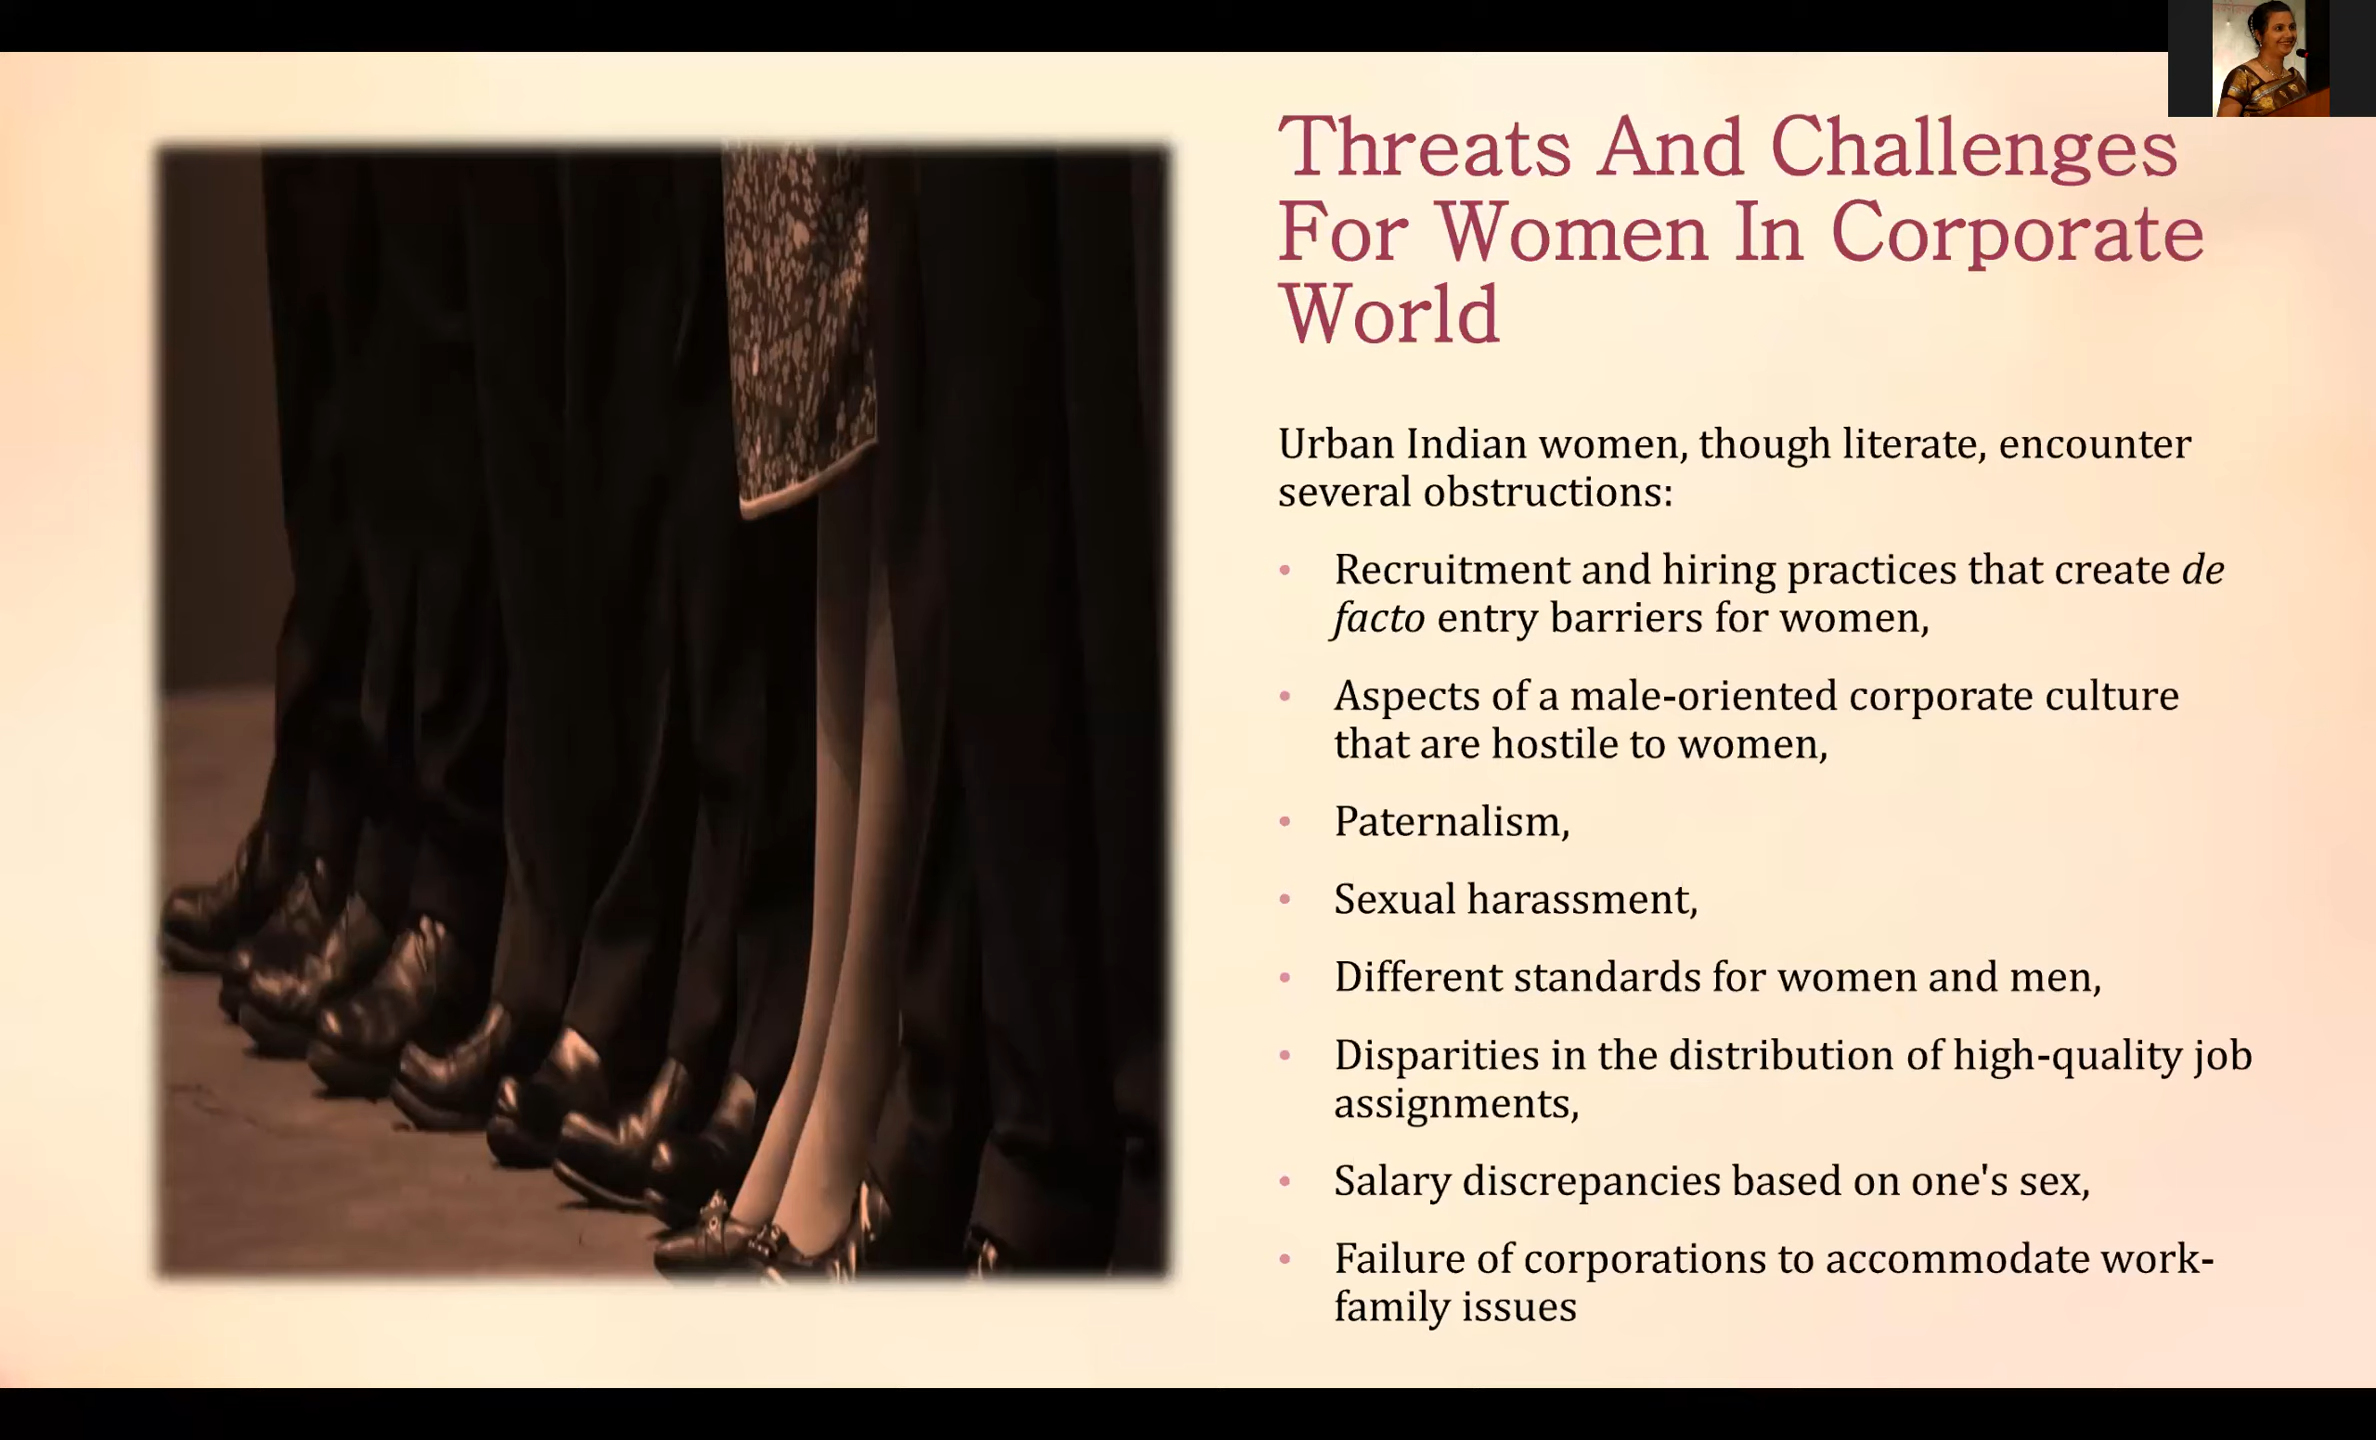 Threats And Challenges
For Women In Corporate
World
Urban Indian women, though literate, encounter
several obstructions:
• Recruitment and hiring practices that create de
facto entry barriers for women,
• Aspects of a male-oriented corporate culture
that are hostile to women,
• Paternalism,
• Sexual harassment,
• Different standards for women and men,
• Disparities in the distribution of high-quality job
assignments,
• Salary discrepancies based on one's sex,
• Failure of corporations to accommodate work-
family issues